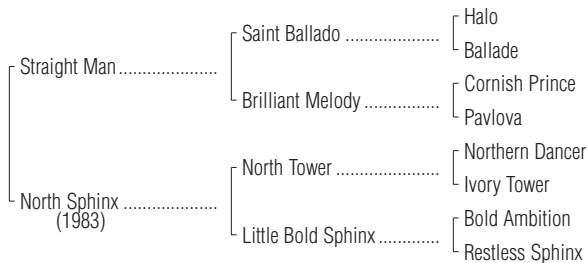 Halo
Saint Ballado ....................
Ballade
Straight Man .....................
Cornish Prince
Brilliant Melody ................
Pavlova
Northern Dancer
North Tower ......................
Ivory Tower
North Sphinx ....................
(1983)
Bold Ambition
Little Bold Sphinx .............
Restless Sphinx